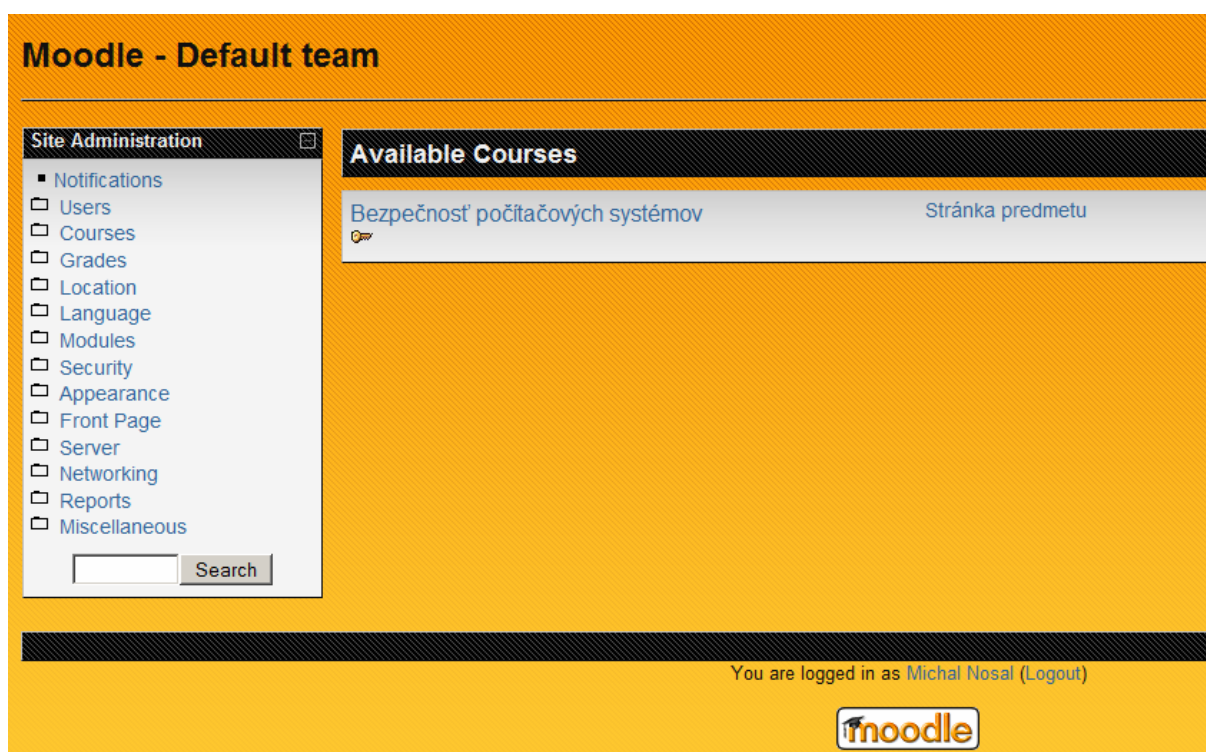 Moodle - Default team
Site Administration
Notifications
Users
Courses
Grades
Location
Language
Modules
Security
Appearance
Front Page
Server
Networking
Reports
Miscellaneous
Search
Available Courses
Bezpečnosť počítačových systémov
Stránka predmetu
You are logged in as Michal Nosal (Logout)
moodle